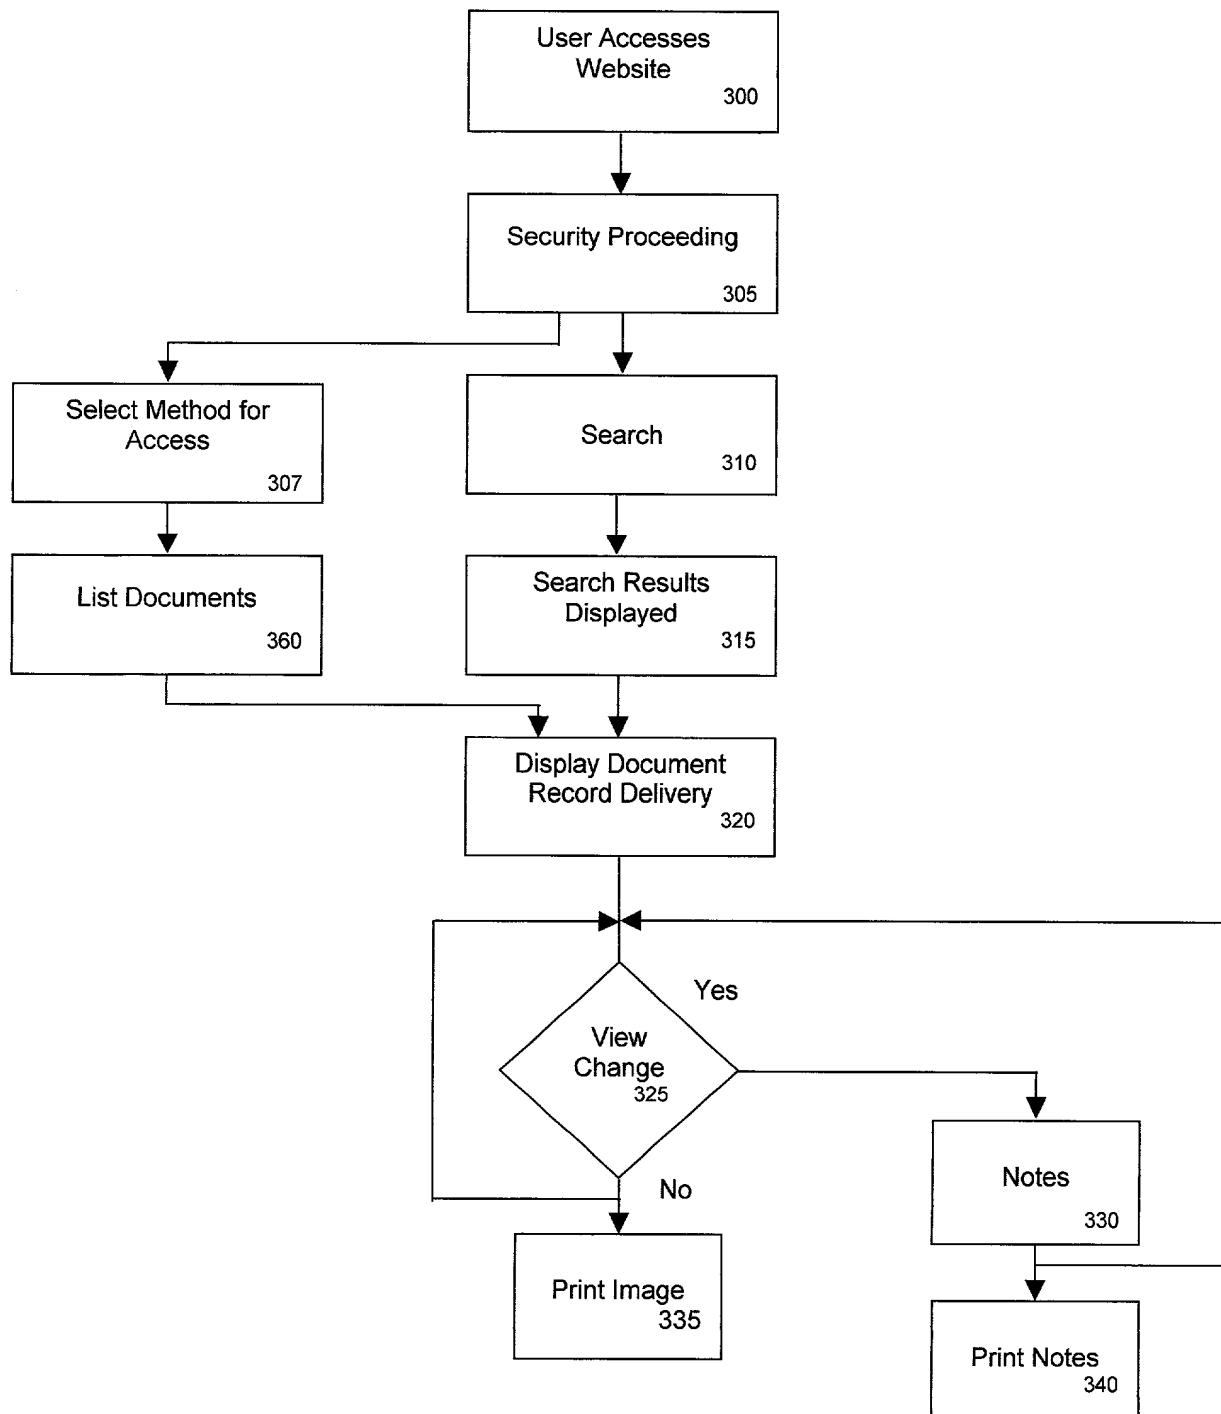 User Accesses
Website
300
Security Proceeding
305
Select Method for
Access
307
Search
310
List Documents
360
Search Results
Displayed
315
Display Document
Record Delivery
320
Yes
View
Change
325
No
Notes
330
Print Image
335
Print Notes
340